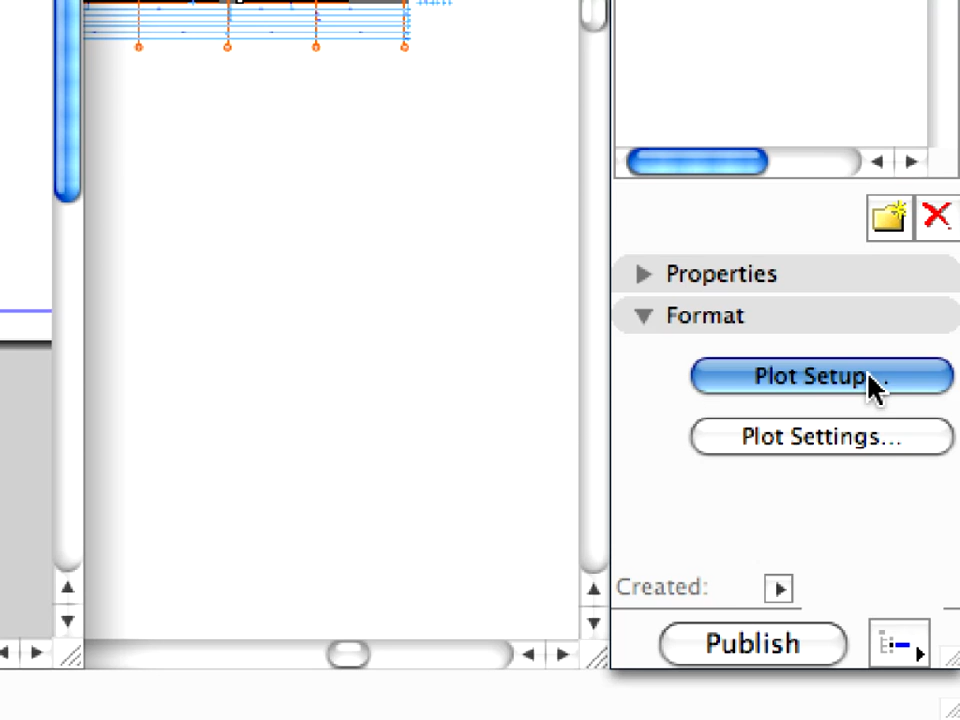 Properties
Format
Plot Setup...
Plot Settings...
Created:
Publish